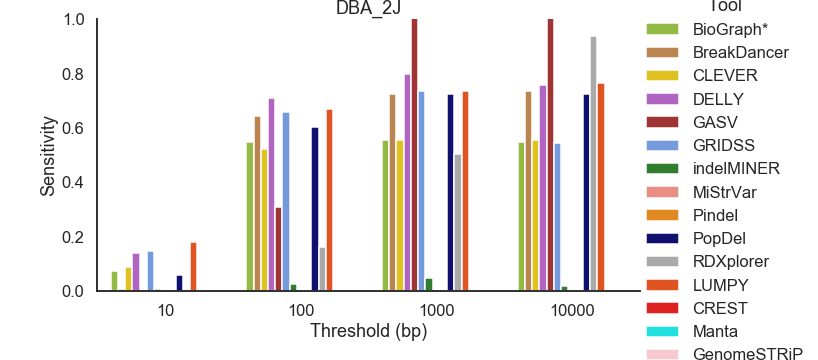 DBA_2J
Tool
1.0
0.8
0.6
0.4
0.2
0.0
Sensitivity
10
100
1000
10000
Threshold (bp)
BioGraph*
BreakDancer
CLEVER
DELLY
GASV
GRIDSS
indelMINER
MiStrVar
Pindel
PopDel
RDXplorer
LUMPY
CREST
Manta
GenomeSTRiP